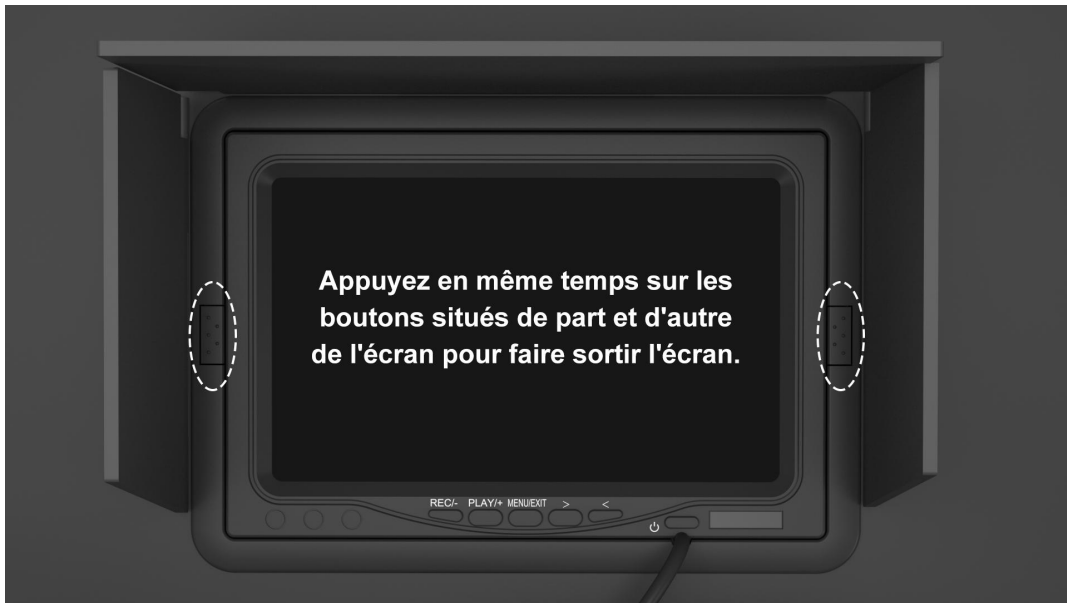 Appuyez en même temps sur les
boutons situés de part et d'autre
de l'écran pour faire sortir l'écran.
REC/- PLAY/+ MENU/EXIT > <